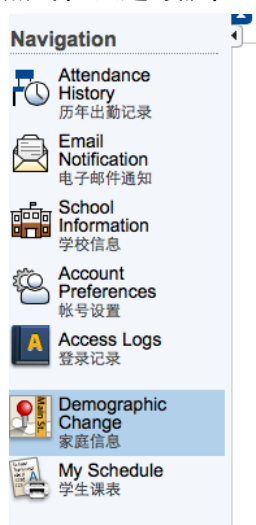 Navigation
Attendance
History
历年出勤记录
Email
Notification
电子邮件通知
School
Information
学校信息
Account
Preferences
帐号设置
A
Access Logs
登录记录
Main St
Demographic
Change
家庭信息
My Schedule
学生课表